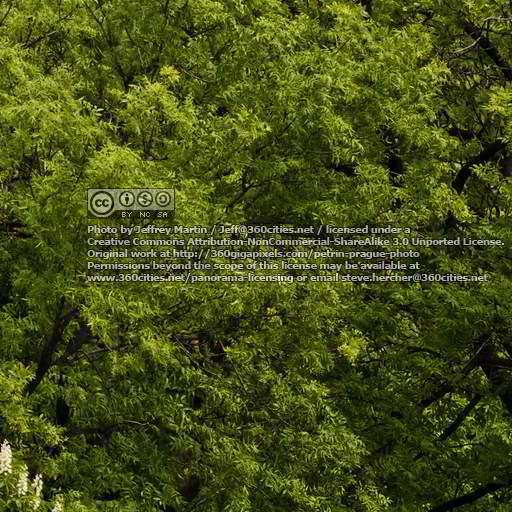 cc
BY NC SA
Photo by Jeffrey Martin / Jeff@360cities.net / licensed under a
Creative Commons Attribution-NonCommercial-ShareAlike 3.0 Unported License.
Original work at http://360gigapixels.com/petrin-prague-photo
Permissions beyond the scope of this license may be available at
www.360cities.net/panorama-licensing or email steve.hercher@360cities.net